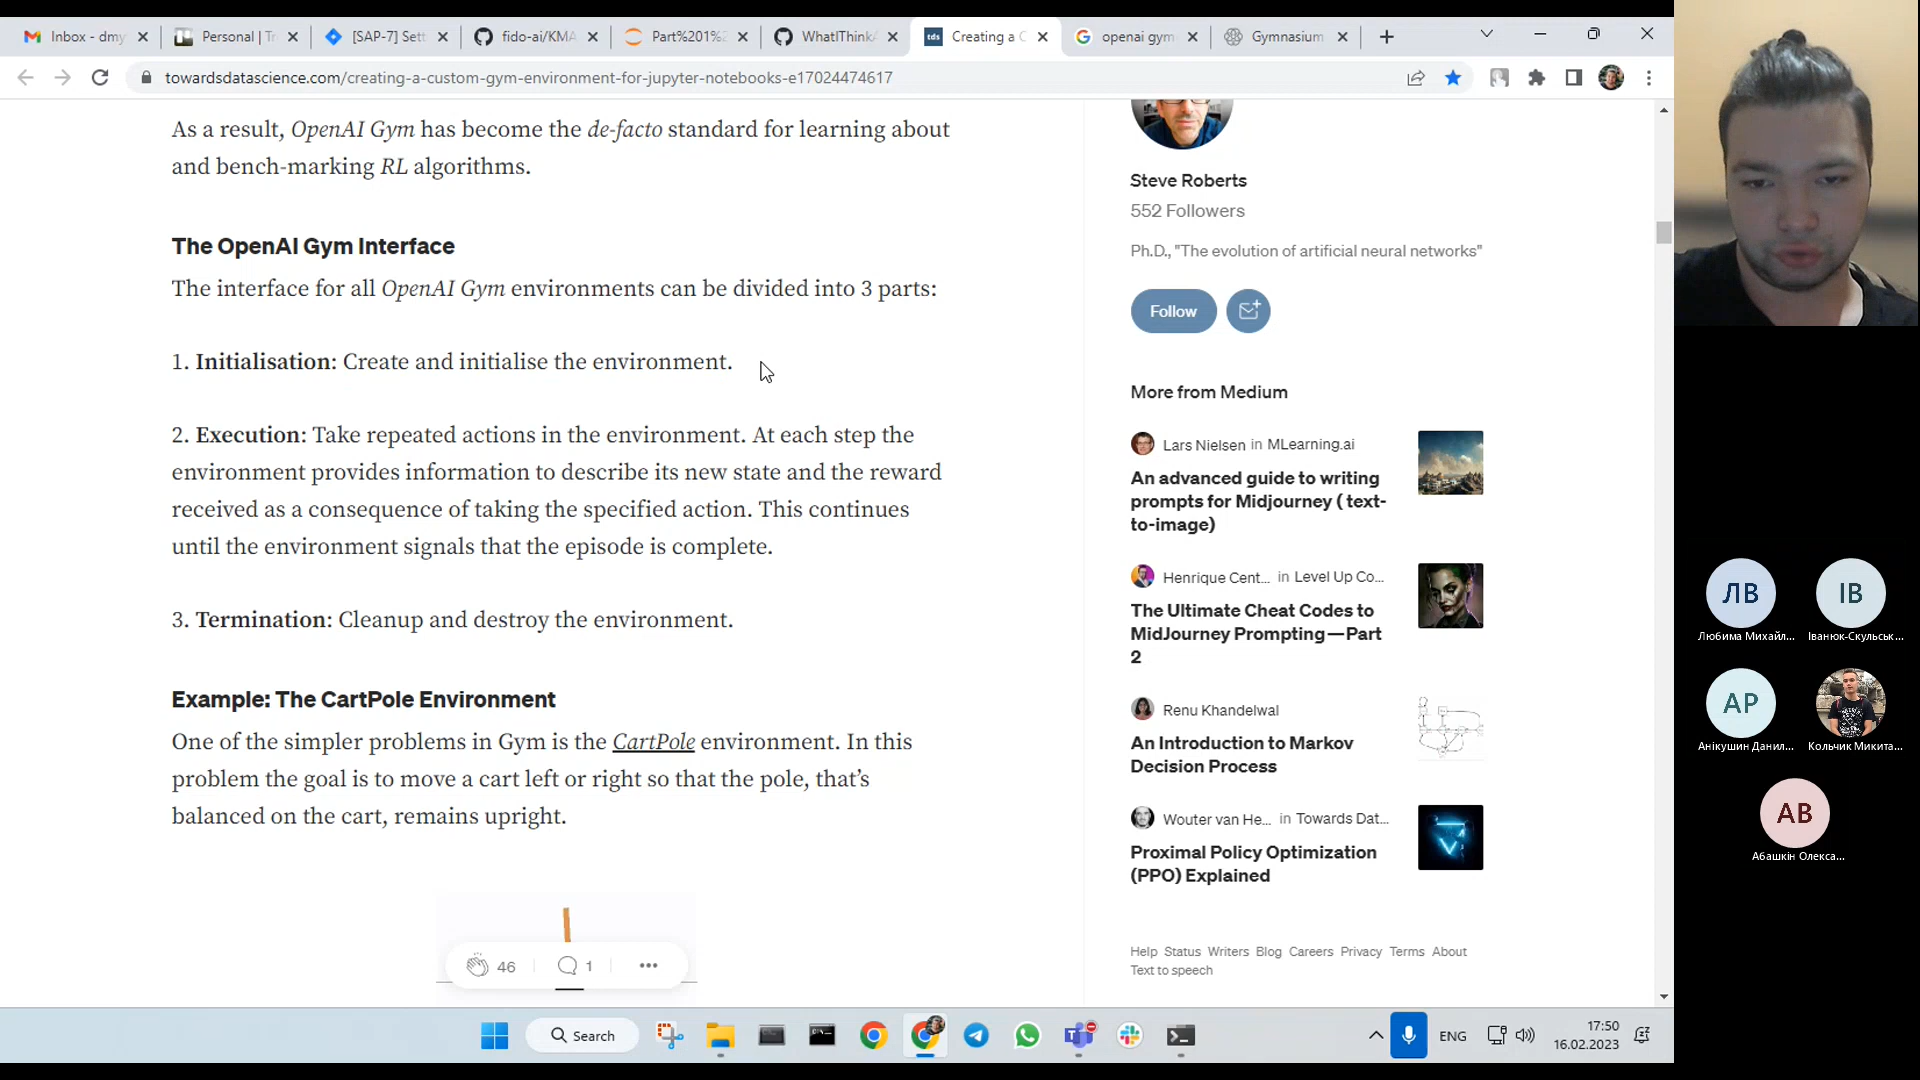 Inbox - dmy
Personal | Tr
[SAP-7] Sett
fido-ai/KMA
Part%201%2
WhatIThink
Creating a C
openai gym
Gymnasium
towardsdatascience.com/creating-a-custom-gym-environment-for-jupyter-notebooks-e17024474617
As a result, OpenAI Gym has become the de-facto standard for learning about
and bench-marking RL algorithms.
The OpenAI Gym Interface
The interface for all OpenAI Gym environments can be divided into 3 parts:
1. Initialisation: Create and initialise the environment.
2. Execution: Take repeated actions in the environment. At each step the
environment provides information to describe its new state and the reward
received as a consequence of taking the specified action. This continues
until the environment signals that the episode is complete.
3. Termination: Cleanup and destroy the environment.
Example: The CartPole Environment
One of the simpler problems in Gym is the CartPole environment. In this
problem the goal is to move a cart left or right so that the pole, that's
balanced on the cart, remains upright.
46
1
Steve Roberts
552 Followers
Ph.D., "The evolution of artificial neural networks"
Follow
More from Medium
Lars Nielsen in MLearning.ai
An advanced guide to writing
prompts for Midjourney ( text-
to-image)
Henrique Cent... in Level Up Co...
The Ultimate Cheat Codes to
MidJourney Prompting — Part
2
Renu Khandelwal
An Introduction to Markov
Decision Process
Wouter van He... in Towards Dat...
Proximal Policy Optimization
(PPO) Explained
Help Status Writers Blog Careers Privacy Terms About
Text to speech
Search
ENG
17:50
16.02.2023
ЛВ
Любима Михайл...
ІВ
Іванюк-Скульськ...
АР
Анікушин Данил...
Кольчик Микита...
АВ
Абашкін Олекса...